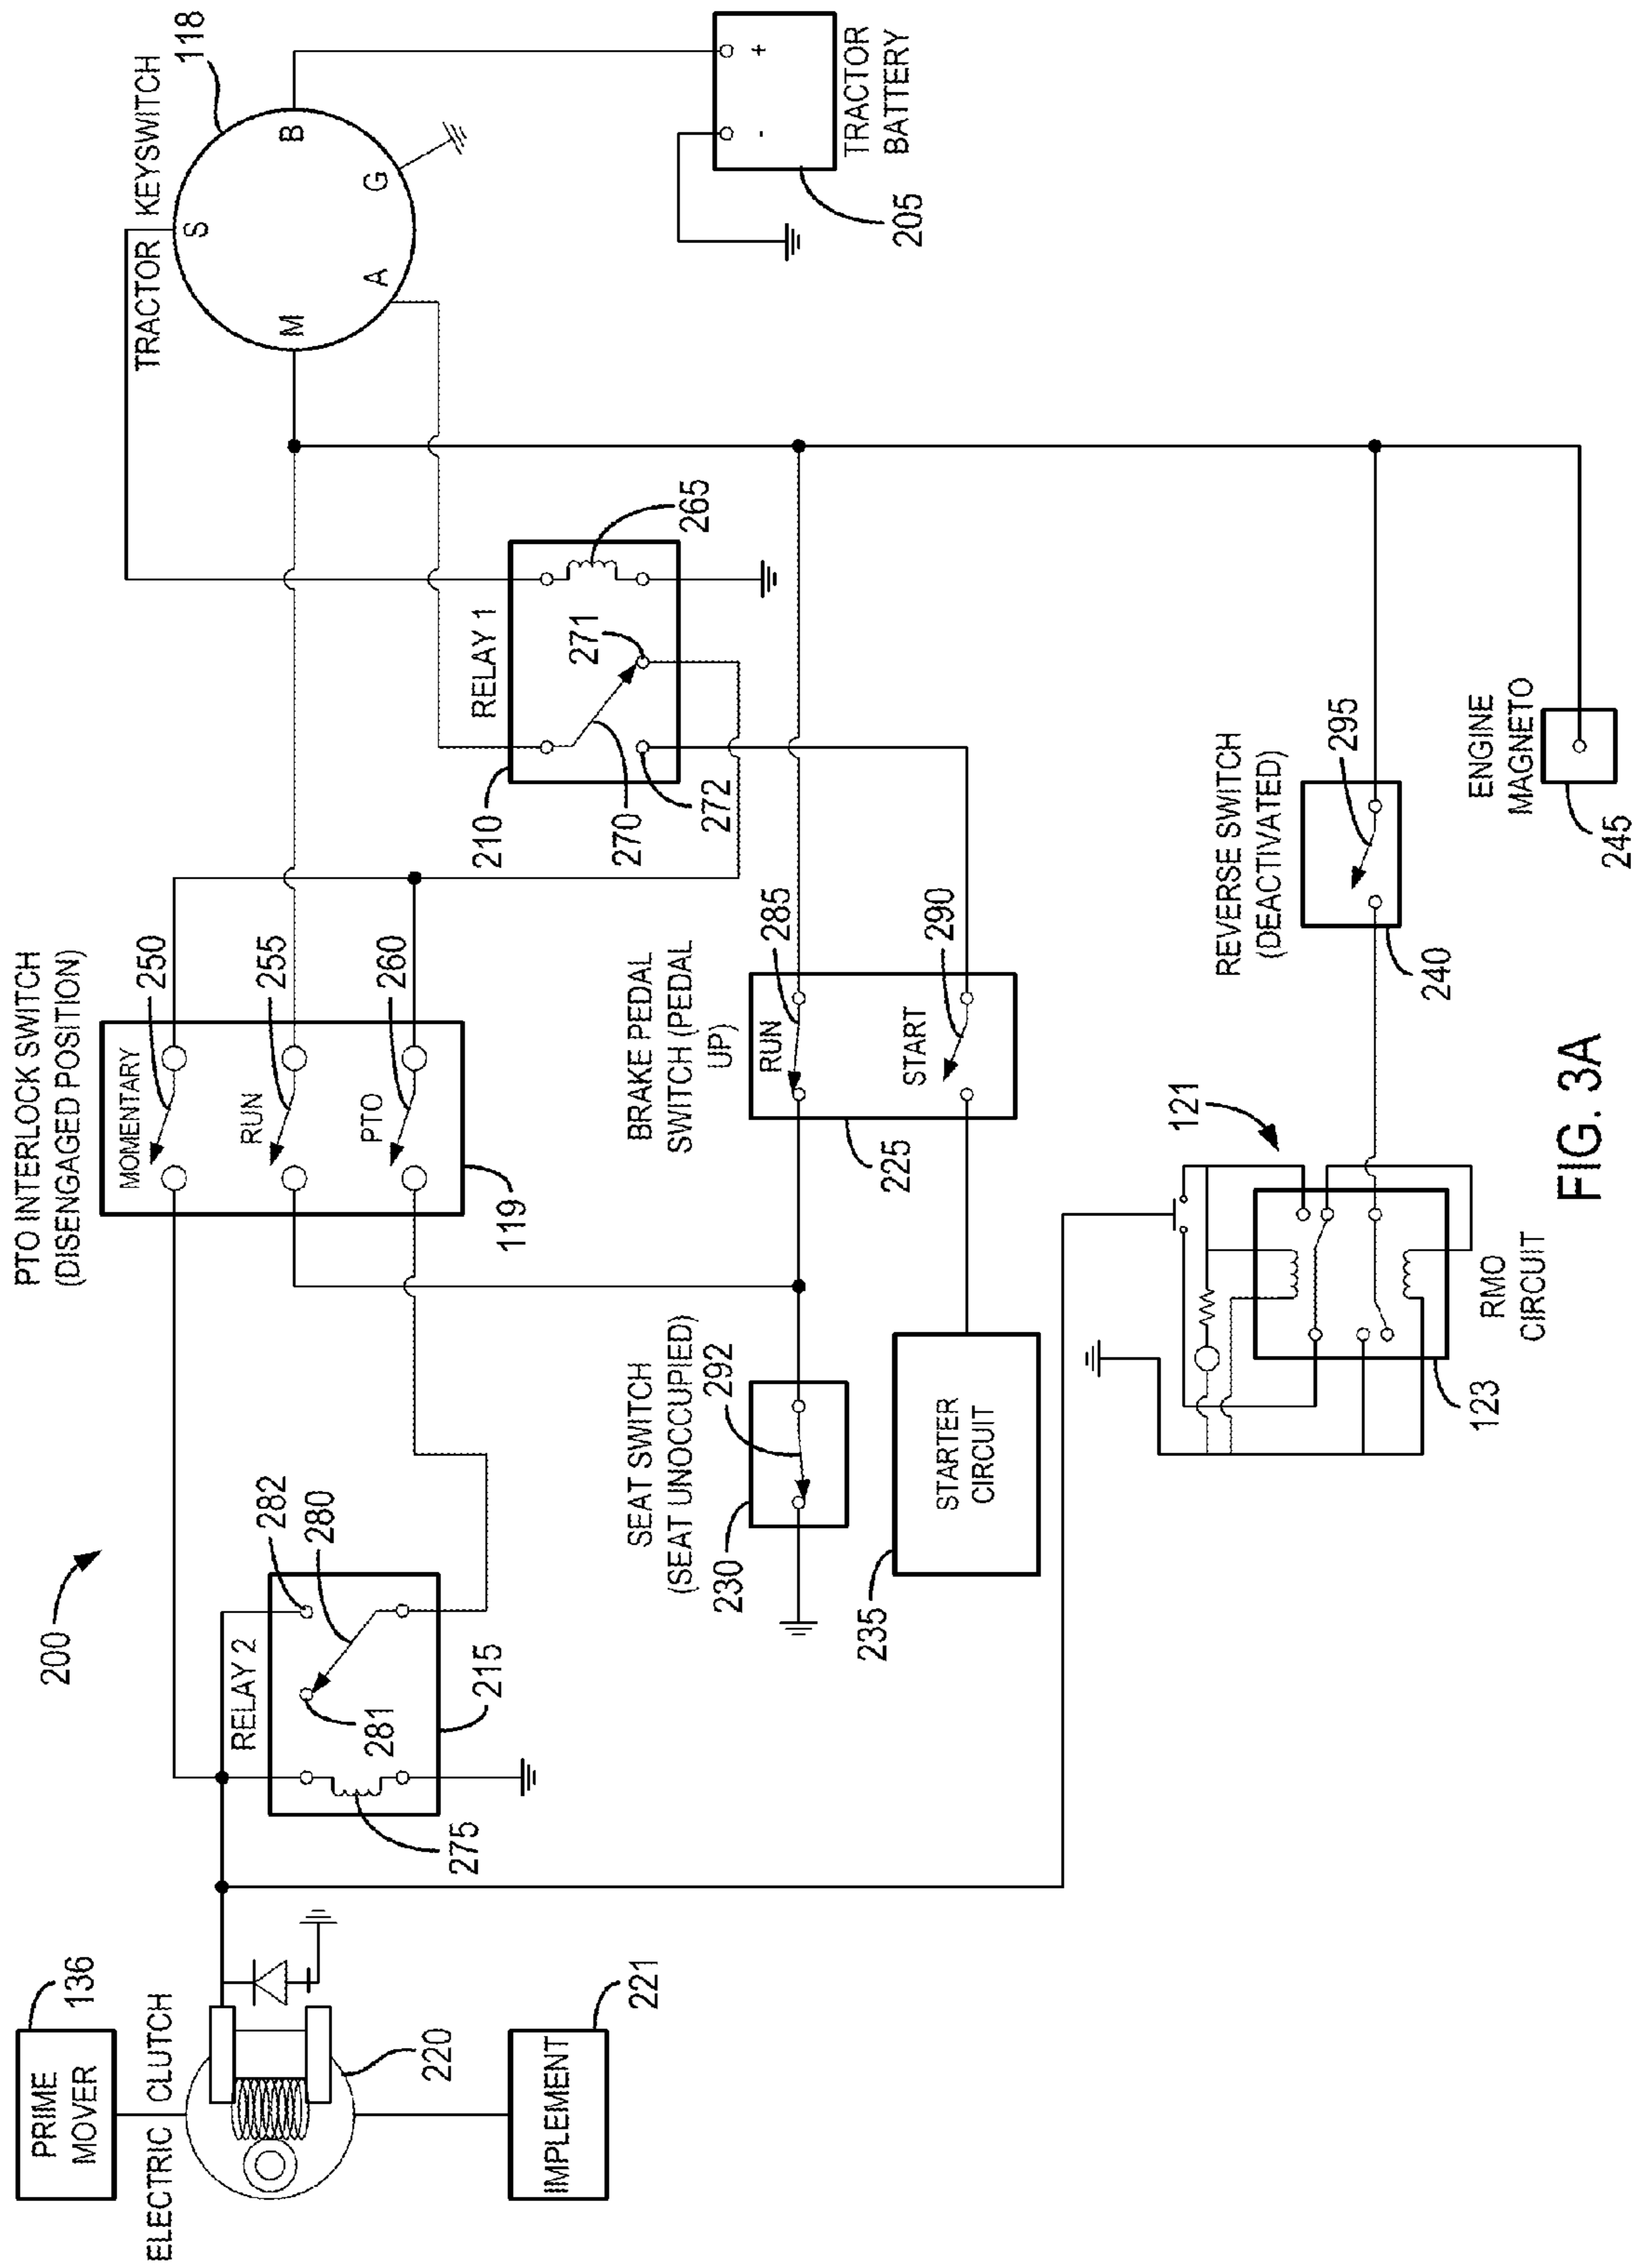 PRIME
MOVER
136
ELECTRIC CLUTCH
220
IMPLEMENT
221
200
RELAY 2
282
280
281
275
215
PTO INTERLOCK SWITCH
(DISENGAGED POSITION)
MOMENTARY
250
RUN
255
PTO
260
119
TRACTOR KEYSWITCH
118
S
M
B
A
G
RELAY 1
265
271
210
270
272
TRACTOR
BATTERY
+
-
205
SEAT SWITCH
(SEAT UNOCCUPIED)
292
230
BRAKE PEDAL
SWITCH (PEDAL
UP)
RUN
285
START
290
225
STARTER
CIRCUIT
235
121
RMO
CIRCUIT
123
REVERSE SWITCH
(DEACTIVATED)
295
240
ENGINE
MAGNETO
245
FIG. 3A